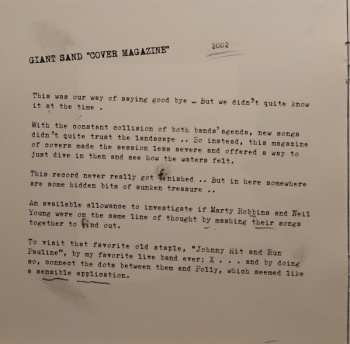 GIANT SAND "COVER MAGAZINE"
2002
This was our way of saying good bye - But we didn't quite know
it at the time .
With the constant collision of both bands'agenda, new songs
didn't quite trust the landscape .. So instead, this magazine
of covers made the session less severe and offered a way to
just dive in them and see how the waters felt.
This record never really got finished .. But in here somewhere
are some hidden bits of sunken treasure ..
An available allowance to investigate if Marty Robbins and Neil
Young were on the same line of thought by mashing their songs
together to find out.
To visit that favorite old staple, "Johnny Hit and Run
Pauline", by my favorite live band ever; X . . . and by doing
so, connect the dots between them and Polly, which seemed like
a sensible application.